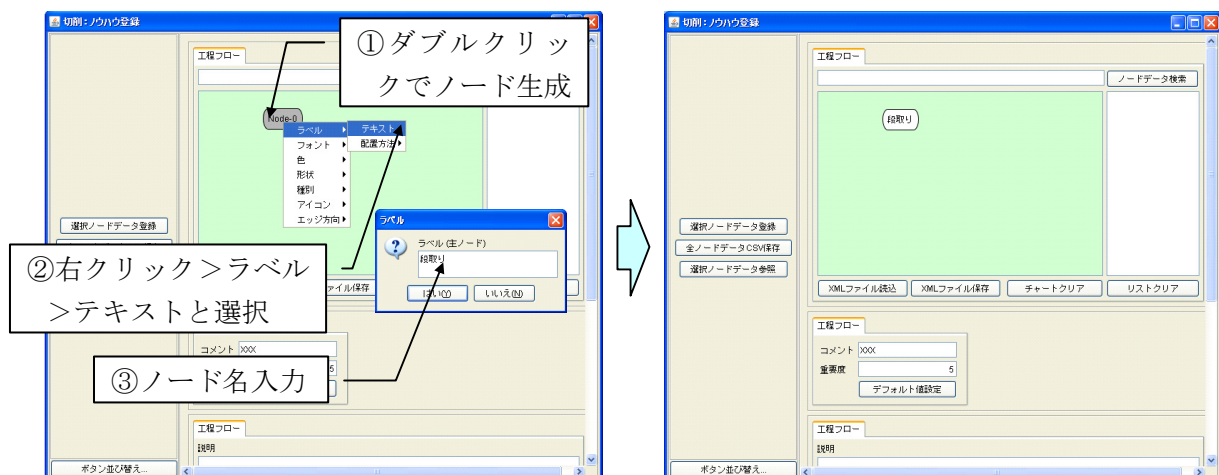 切削:ノウハウ登録
工程フロー
①ダブルクリッ
クでノード生成
Node-0
ラベル
テキスト
フォント
配置方法
色
形状
種別
アイコン
エッジ方向
選択ノードデータ登録
ラベル
ラベル(主ノード)
段取り
はい(Y)
いいえ(N)
②右クリック>ラベル
>テキストと選択
ァイル保存
コメント XXX
5
③ノード名入力
工程フロー
説明
ボタン並び替え...
切削:ノウハウ登録
工程フロー
ノードデータ検索
段取り
選択ノードデータ登録
全ノードデータCSV保存
選択ノードデータ参照
XMLファイル読込
XMLファイル保存
チャートクリア
リストクリア
工程フロー
コメント XXX
重要度 5
デフォルト値設定
工程フロー
説明
ボタン並び替え...